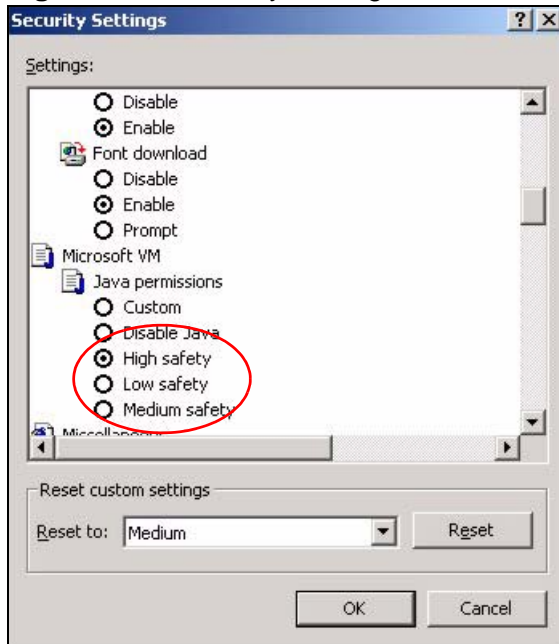 Security Settings
Settings:
Disable
Enable
Font download
Disable
Enable
Prompt
Microsoft VM
Java permissions
Custom
Disable Java
High safety
Low safety
Medium safety
Miscellaneous
Reset custom settings
Reset to: Medium Reset
OK Cancel